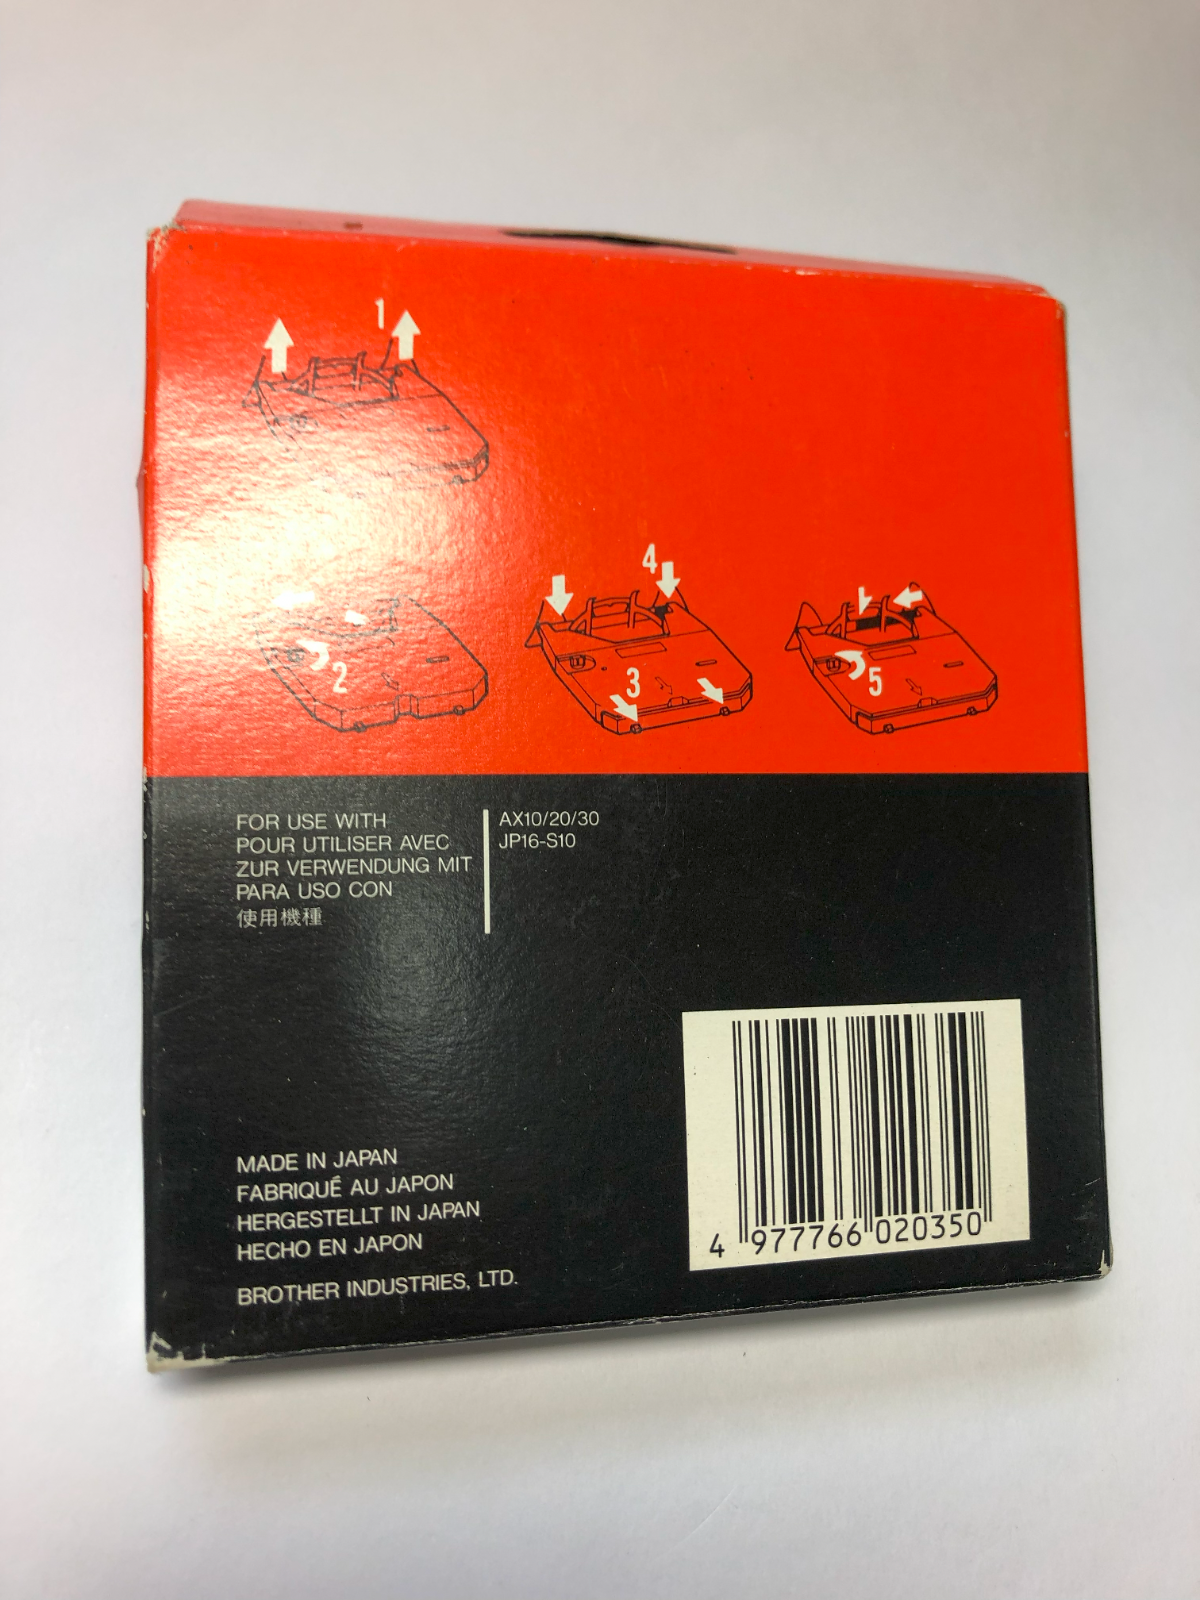 1
2
3
4
5
FOR USE WITH
POUR UTILISER AVEC
ZUR VERWENDUNG MIT
PARA USO CON
使用機種
AX10/20/30
JP16-S10
MADE IN JAPAN
FABRIQUÉ AU JAPON
HERGESTELLT IN JAPAN
HECHO EN JAPON
BROTHER INDUSTRIES, LTD.
4 977766 020350